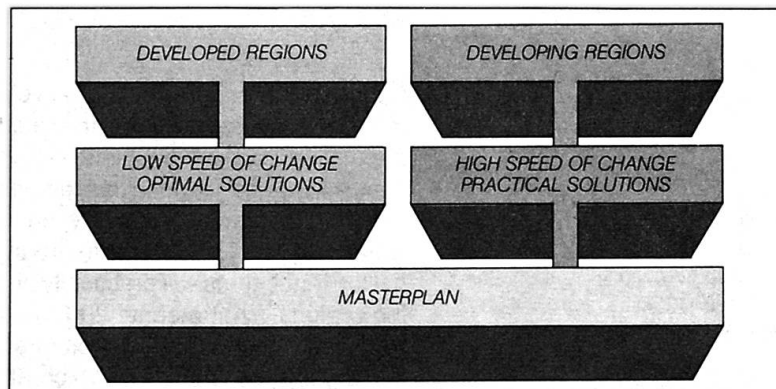 DEVELOPED REGIONS
DEVELOPING REGIONS
LOW SPEED OF CHANGE
OPTIMAL SOLUTIONS
HIGH SPEED OF CHANGE
PRACTICAL SOLUTIONS
MASTERPLAN